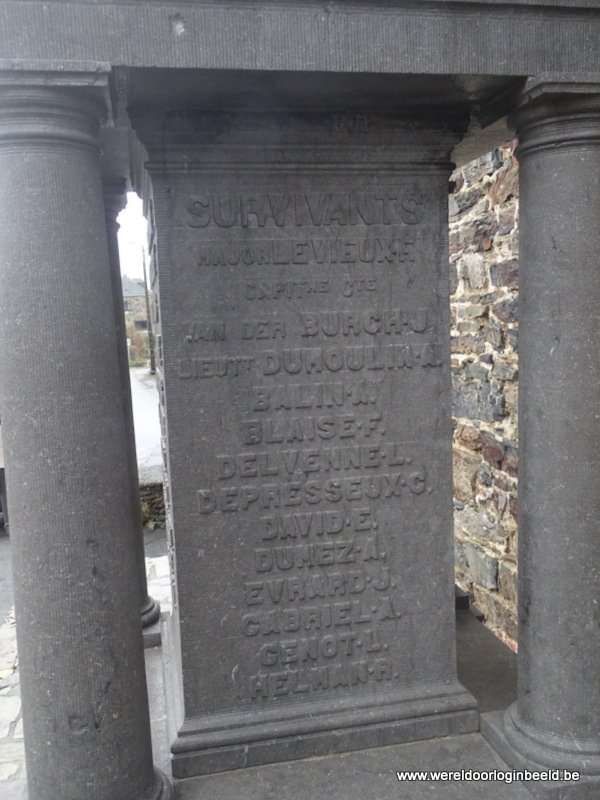 SURVIVANTS
MAJOR LEVIEUX·F.
CAPITNE CTE
VAN DER BURCH·J.
LIEUTT DUMOULIN·A.
BALIN·A.
BLAISE·F.
DELVENNE·L.
DEPRESSEUX·C.
DAVID·E.
DUMEZ·A.
EVRARD·J.
GABRIEL·A.
GENOT·L.
HELMAN·H.
www.wereldoorloginbeeld.be